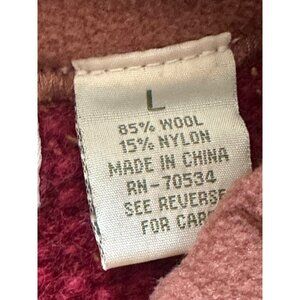 L
85% WOOL
15% NYLON
MADE IN CHINA
RN-70534
SEE REVERSE
FOR CARE